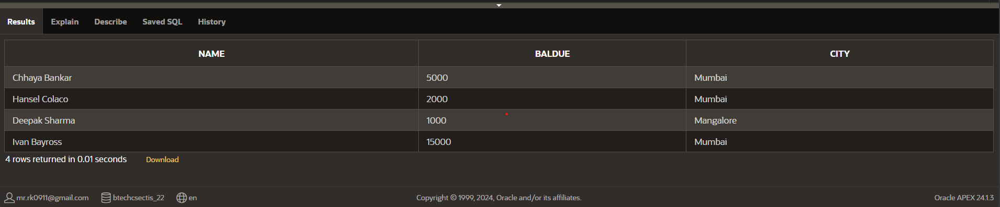 Results Explain Describe Saved SQL History
NAME BALDUE CITY
Chhaya Bankar 5000 Mumbai
Hansel Colaco 2000 Mumbai
Deepak Sharma 1000 Mangalore
Ivan Bayross 15000 Mumbai
4 rows returned in 0.01 seconds Download
mr.rk0911@gmail.com btechcsectis_22 en Copyright © 1999, 2024, Oracle and/or its affiliates. Oracle APEX 24.1.3